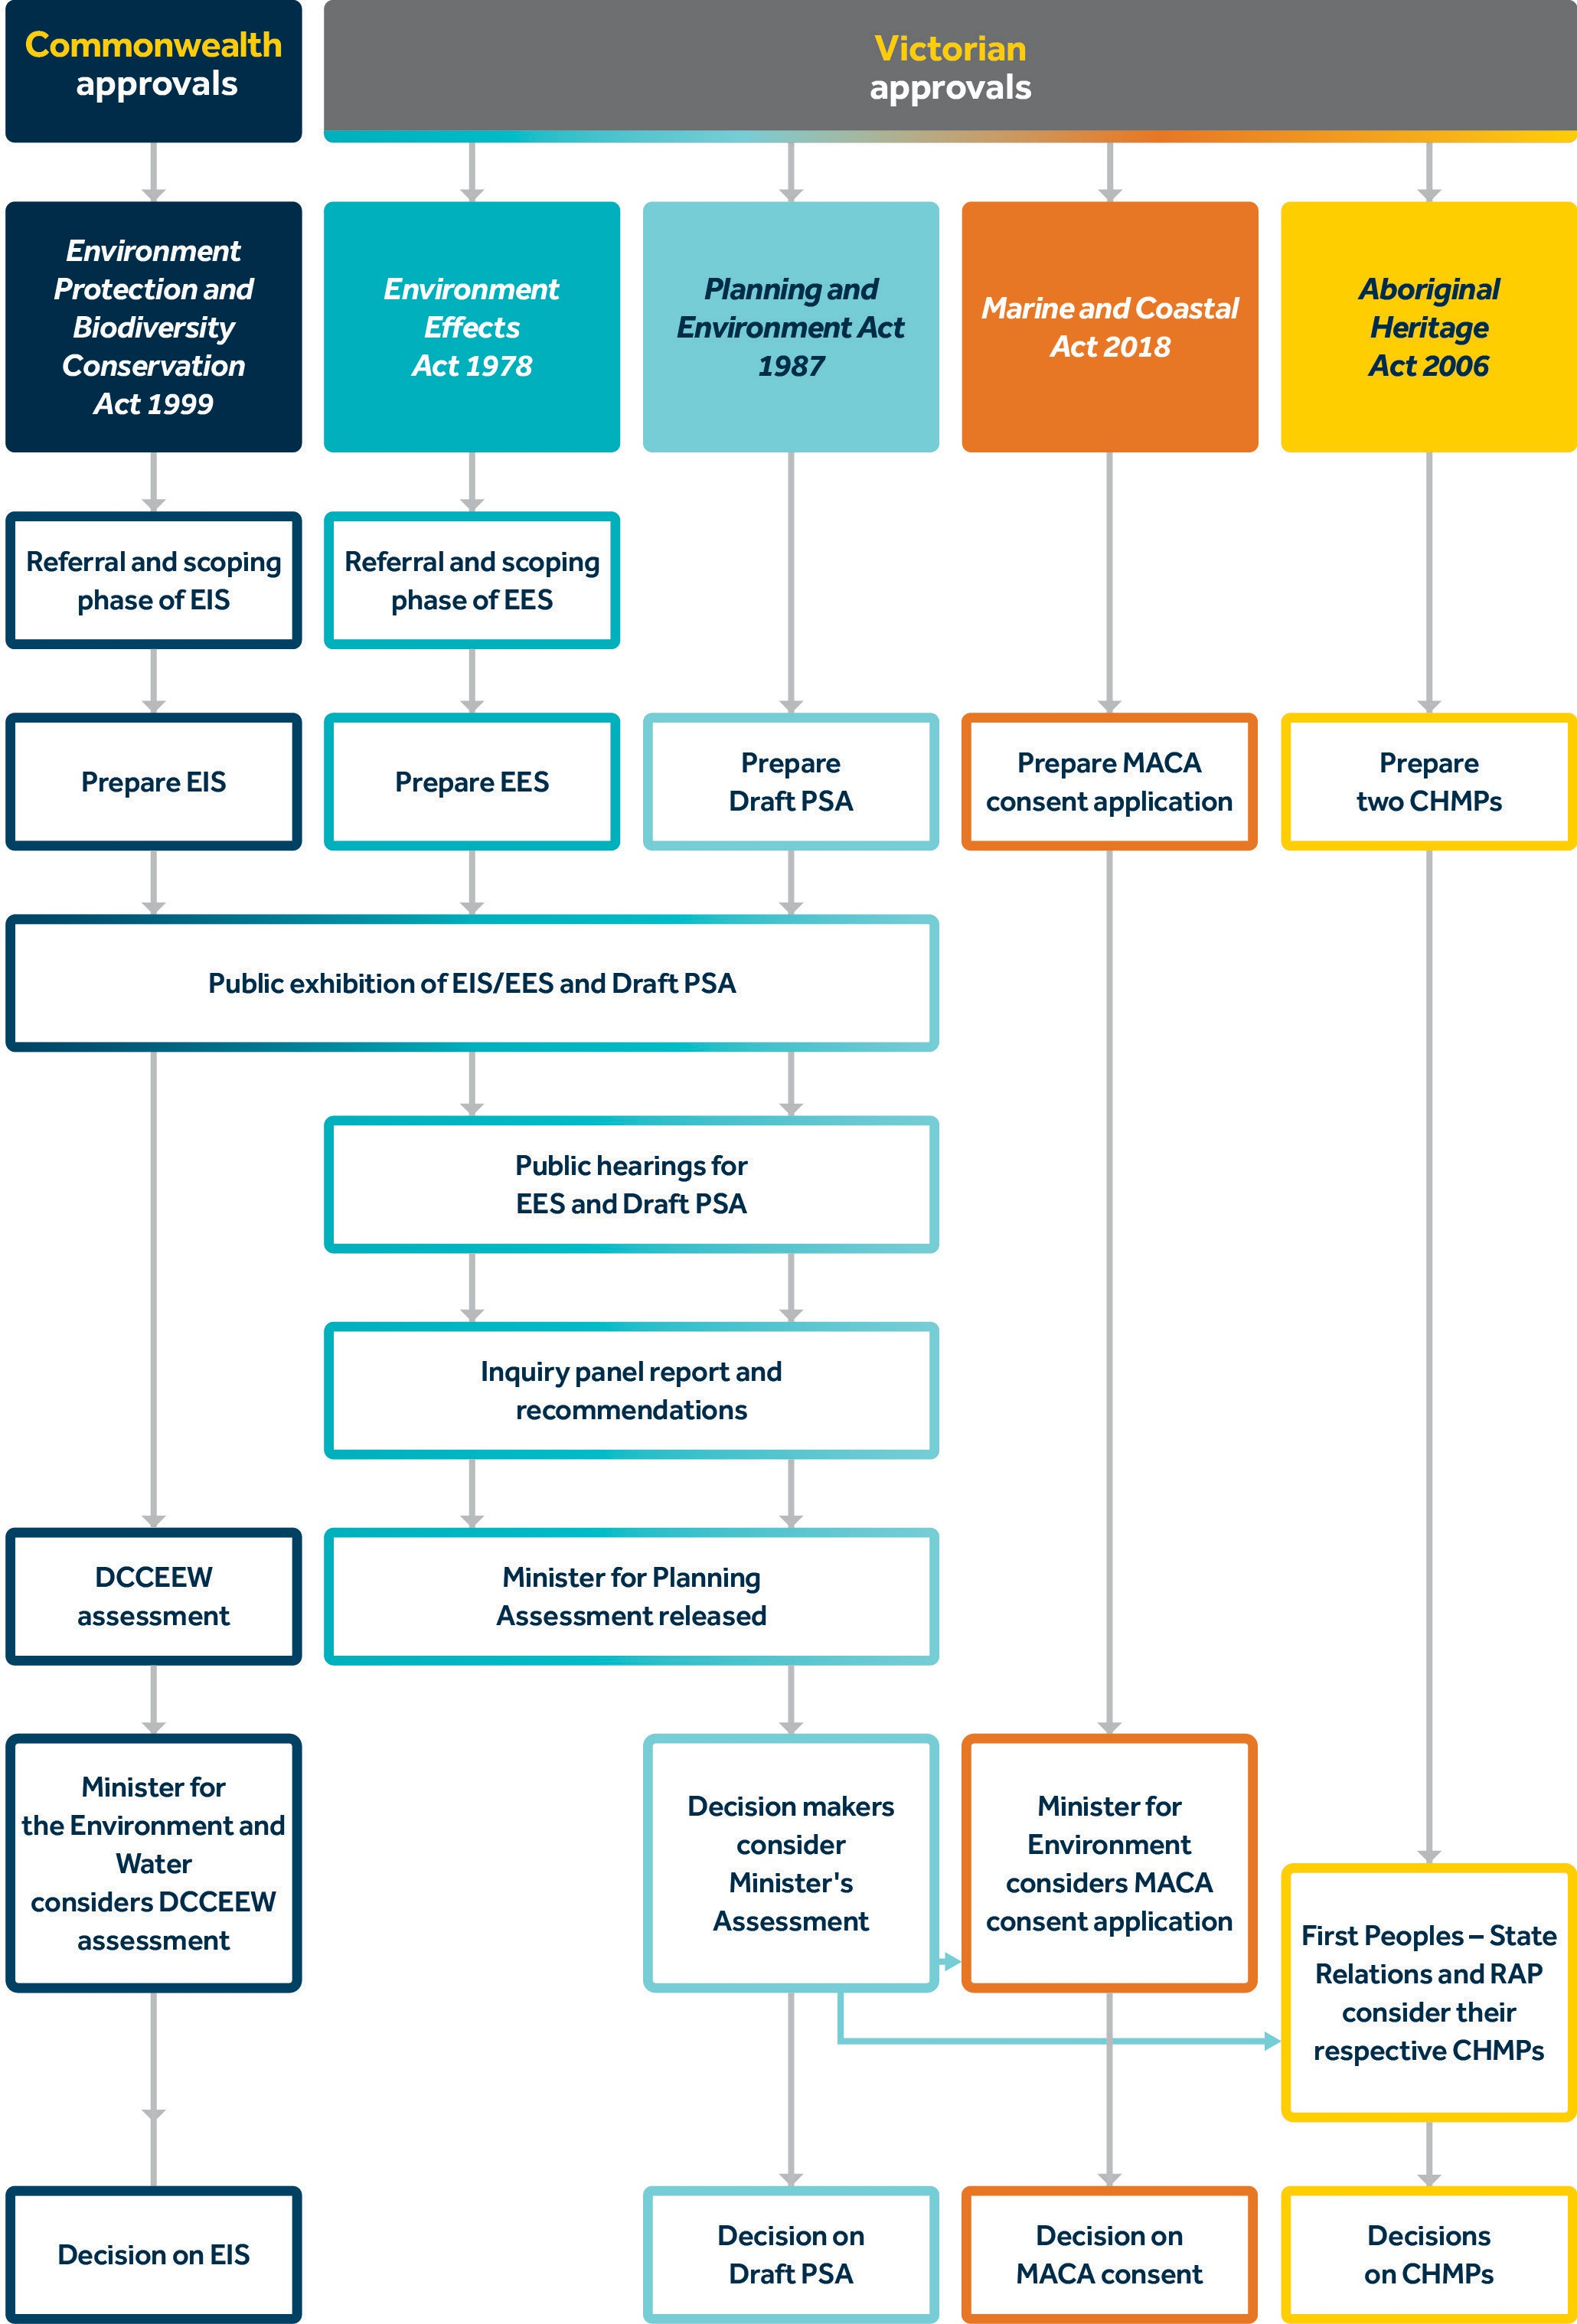 Commonwealth
approvals
Victorian
approvals
Environment
Protection and
Biodiversity
Conservation
Act 1999
Environment
Effects
Act 1978
Planning and
Environment Act
1987
Marine and Coastal
Act 2018
Aboriginal
Heritage
Act 2006
Referral and scoping
phase of EIS
Referral and scoping
phase of EES
Prepare EIS
Prepare EES
Prepare
Draft PSA
Prepare MACA
consent application
Prepare
two CHMPs
Public exhibition of EIS/EES and Draft PSA
Public hearings for
EES and Draft PSA
Inquiry panel report and
recommendations
DCCEEW
assessment
Minister for Planning
Assessment released
Minister for
the Environment and
Water
considers DCCEEW
assessment
Decision makers
consider
Minister's
Assessment
Minister for
Environment
considers MACA
consent application
First Peoples – State
Relations and RAP
consider their
respective CHMPs
Decision on EIS
Decision on
Draft PSA
Decision on
MACA consent
Decisions
on CHMPs